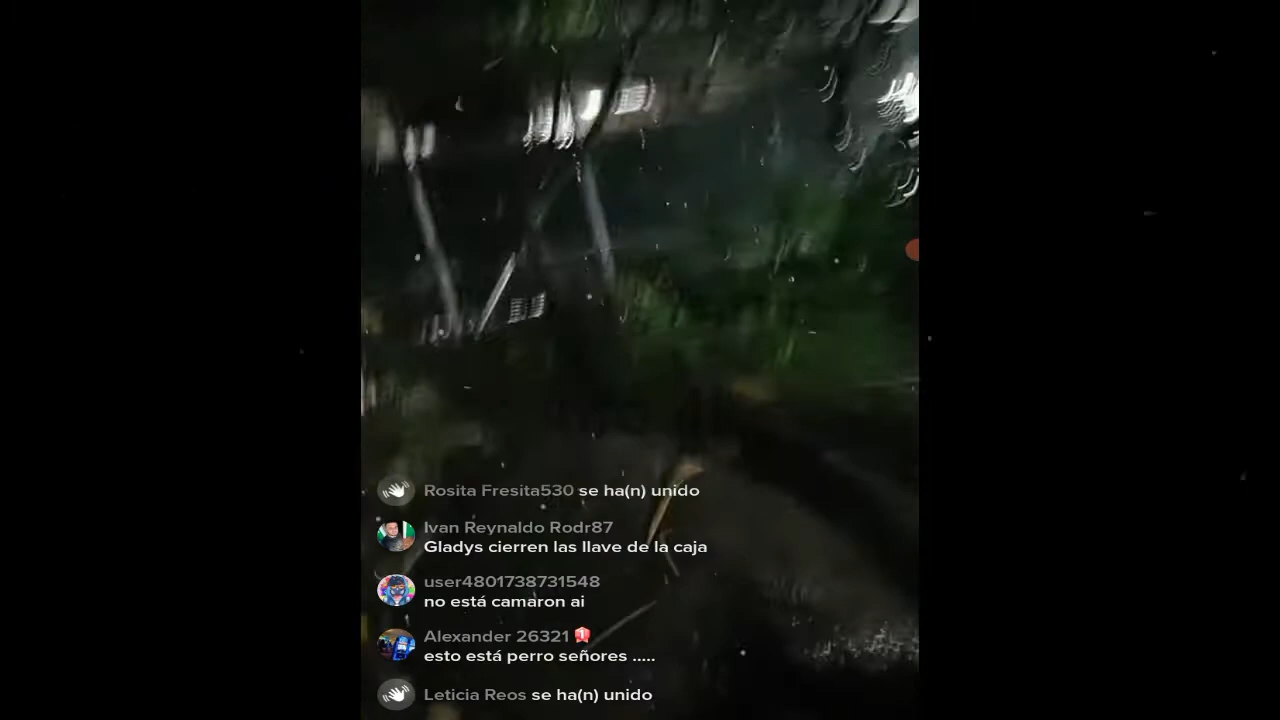 Rosita Fresita530 se ha(n) unido
Ivan Reynaldo Rodr87
Gladys cierren las llave de la caja
user4801738731548
no está camaron ai
Alexander 26321 1
esto está perro señores .....
Leticia Reos se ha(n) unido